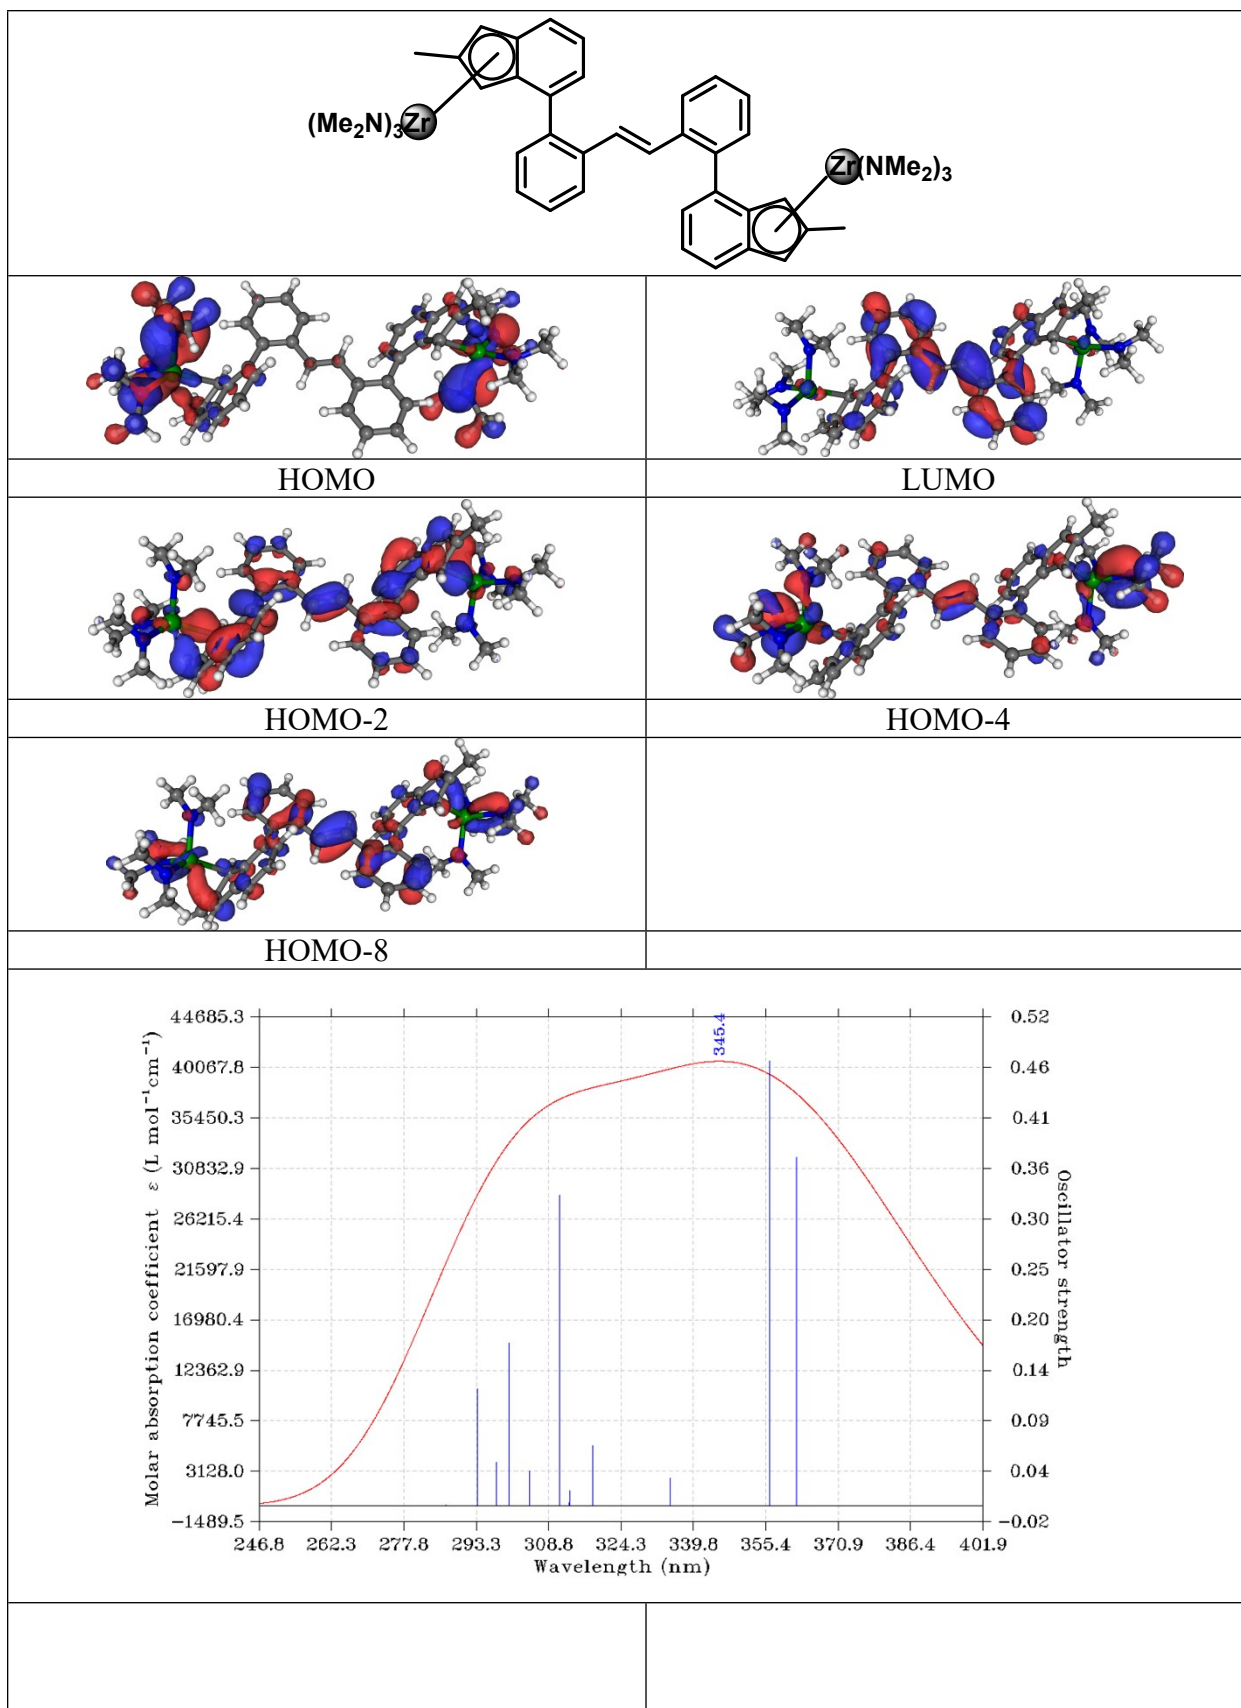 (Me2N)3Zr
Zr(NMe2)3
HOMO
LUMO
HOMO-2
HOMO-4
HOMO-8
345.4
44685.3
40067.8
35450.3
30832.9
26215.4
21597.9
16980.4
12362.9
7745.5
3128.0
−1489.5
Molar absorption coefficient ε (L mol⁻¹cm⁻¹)
0.52
0.46
0.41
0.36
0.30
0.25
0.20
0.14
0.09
0.04
−0.02
Oscillator strength
246.8 262.3 277.8 293.3 308.8 324.3 339.8 355.4 370.9 386.4 401.9
Wavelength (nm)